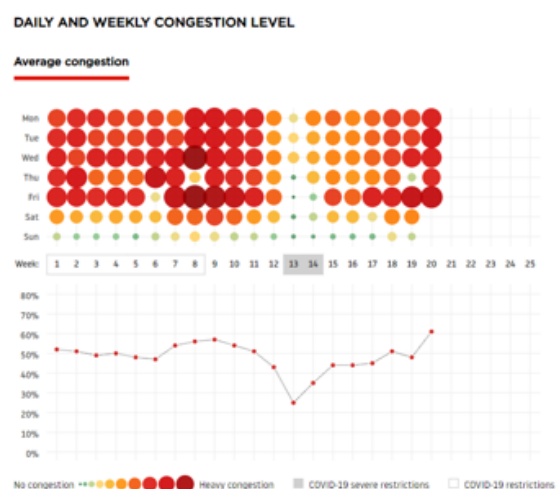 DAILY AND WEEKLY CONGESTION LEVEL
Average congestion
Mon
Tue
Wed
Thu
Fri
Sat
Sun
Week: 1 2 3 4 5 6 7 8 9 10 11 12 13 14 15 16 17 18 19 20 21 22 23 24 25
80%
70%
60%
50%
40%
30%
20%
10%
0%
No congestion Heavy congestion COVID-19 severe restrictions COVID-19 restrictions